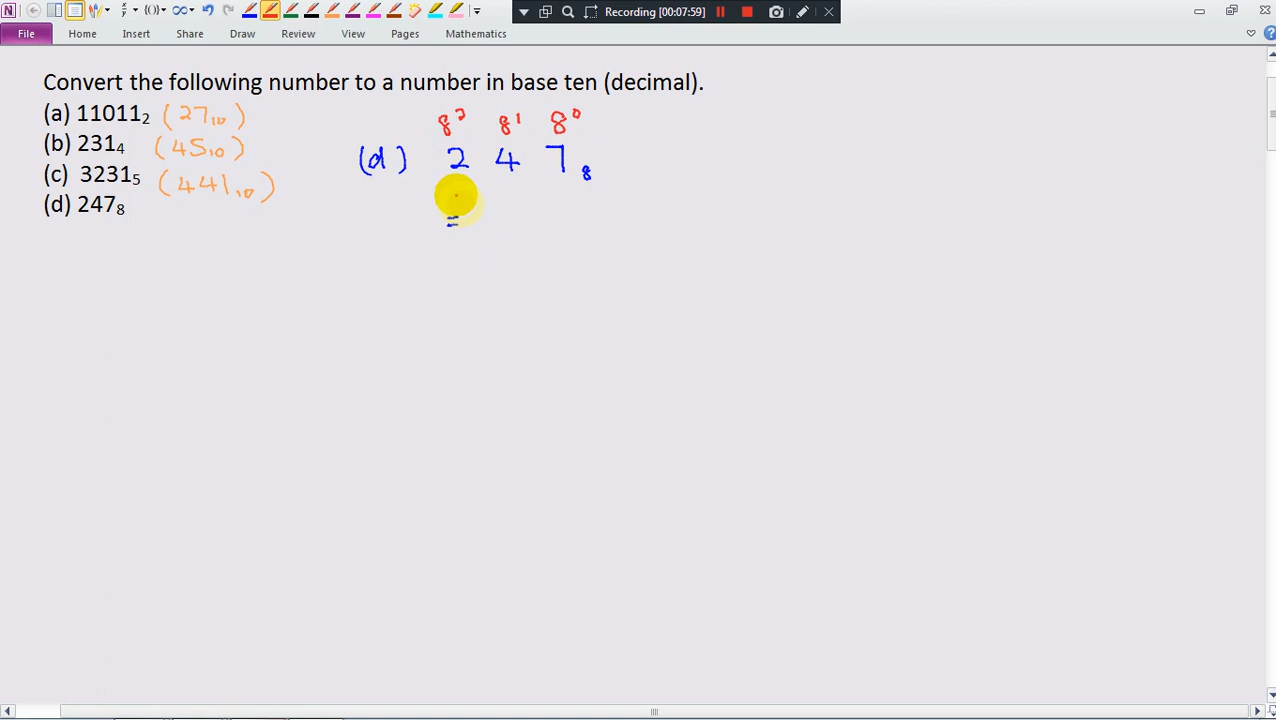 Recording [00:07:59]
File Home Insert Share Draw Review View Pages Mathematics
Convert the following number to a number in base ten (decimal).
(a) 11011₂ (27₁₀)
(b) 231₄ (45₁₀)
(c) 3231₅ (441₁₀)
(d) 247₈
8² 8¹ 8⁰
(d) 2 4 7₈
=